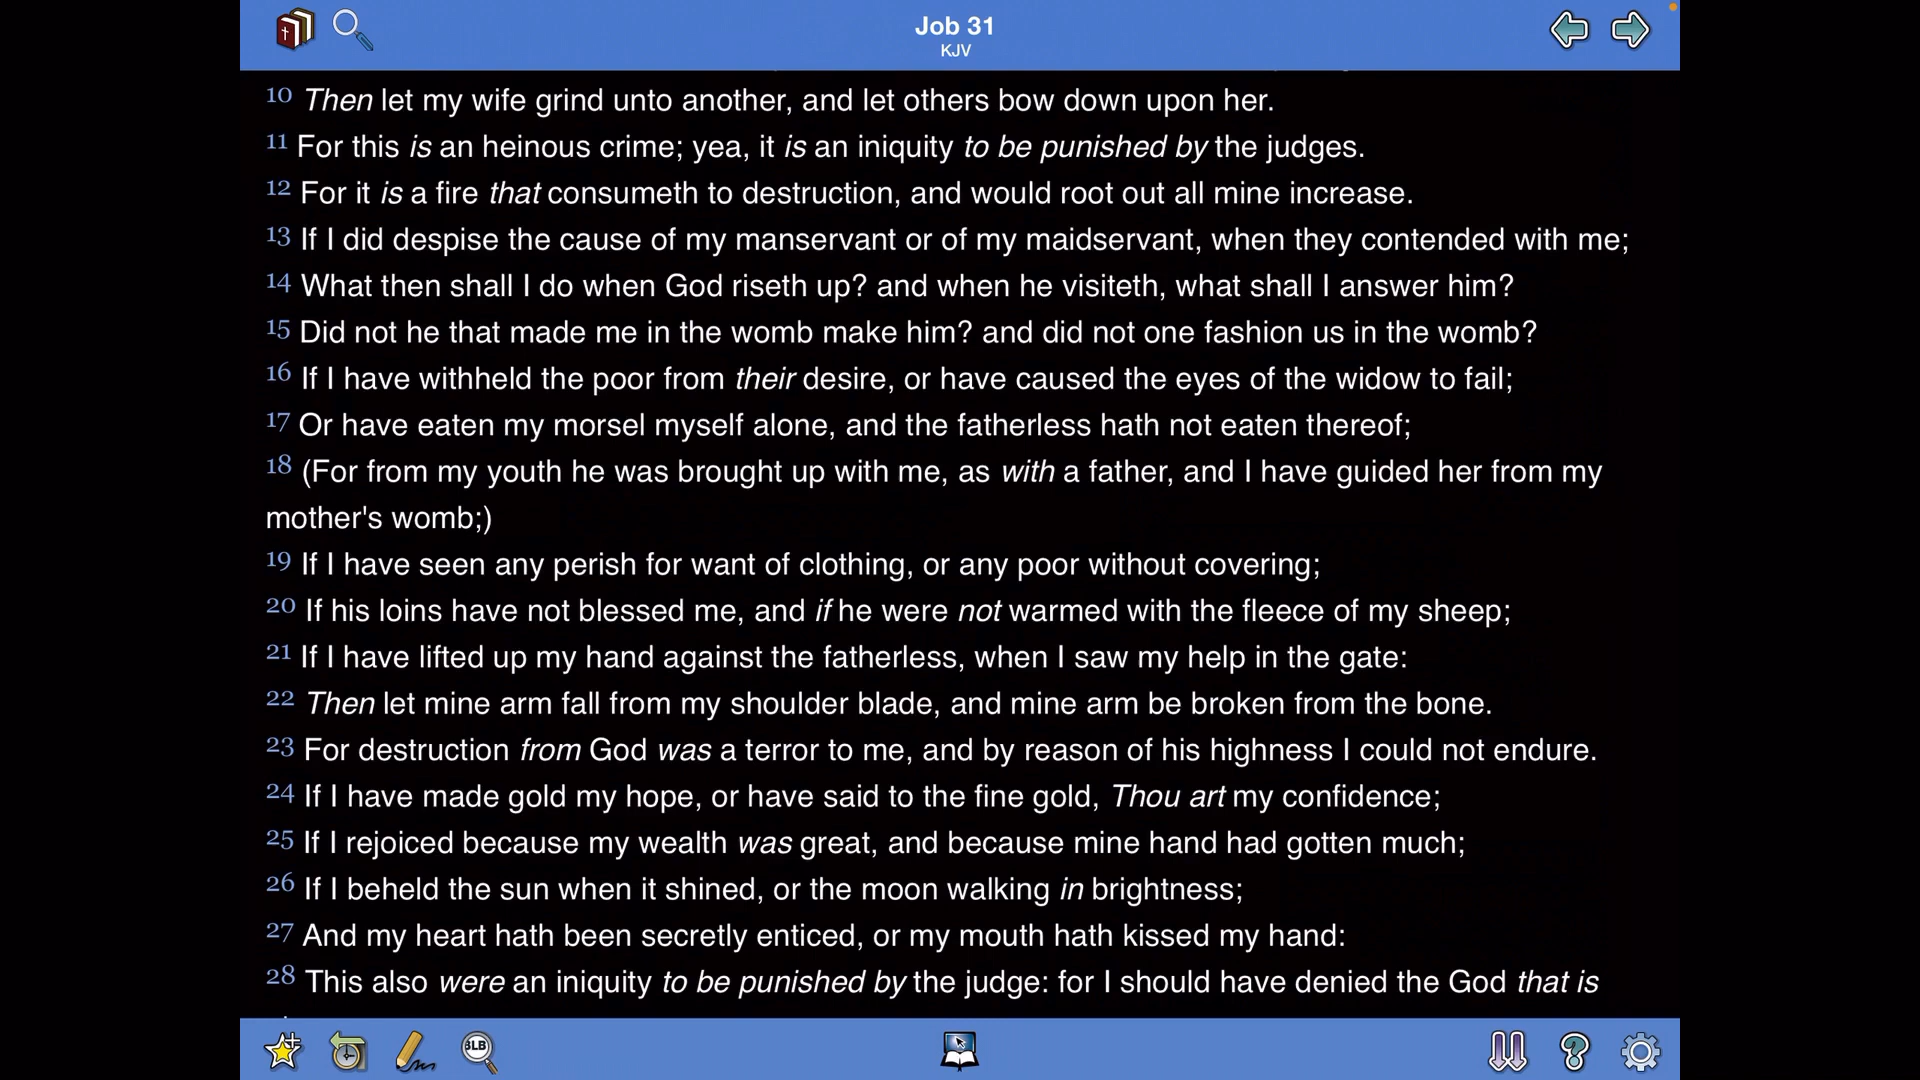 Job 31
KJV
10 Then let my wife grind unto another, and let others bow down upon her.
11 For this is an heinous crime; yea, it is an iniquity to be punished by the judges.
12 For it is a fire that consumeth to destruction, and would root out all mine increase.
13 If I did despise the cause of my manservant or of my maidservant, when they contended with me;
14 What then shall I do when God riseth up? and when he visiteth, what shall I answer him?
15 Did not he that made me in the womb make him? and did not one fashion us in the womb?
16 If I have withheld the poor from their desire, or have caused the eyes of the widow to fail;
17 Or have eaten my morsel myself alone, and the fatherless hath not eaten thereof;
18 (For from my youth he was brought up with me, as with a father, and I have guided her from my
mother's womb;)
19 If I have seen any perish for want of clothing, or any poor without covering;
20 If his loins have not blessed me, and if he were not warmed with the fleece of my sheep;
21 If I have lifted up my hand against the fatherless, when I saw my help in the gate:
22 Then let mine arm fall from my shoulder blade, and mine arm be broken from the bone.
23 For destruction from God was a terror to me, and by reason of his highness I could not endure.
24 If I have made gold my hope, or have said to the fine gold, Thou art my confidence;
25 If I rejoiced because my wealth was great, and because mine hand had gotten much;
26 If I beheld the sun when it shined, or the moon walking in brightness;
27 And my heart hath been secretly enticed, or my mouth hath kissed my hand:
28 This also were an iniquity to be punished by the judge: for I should have denied the God that is
BLB